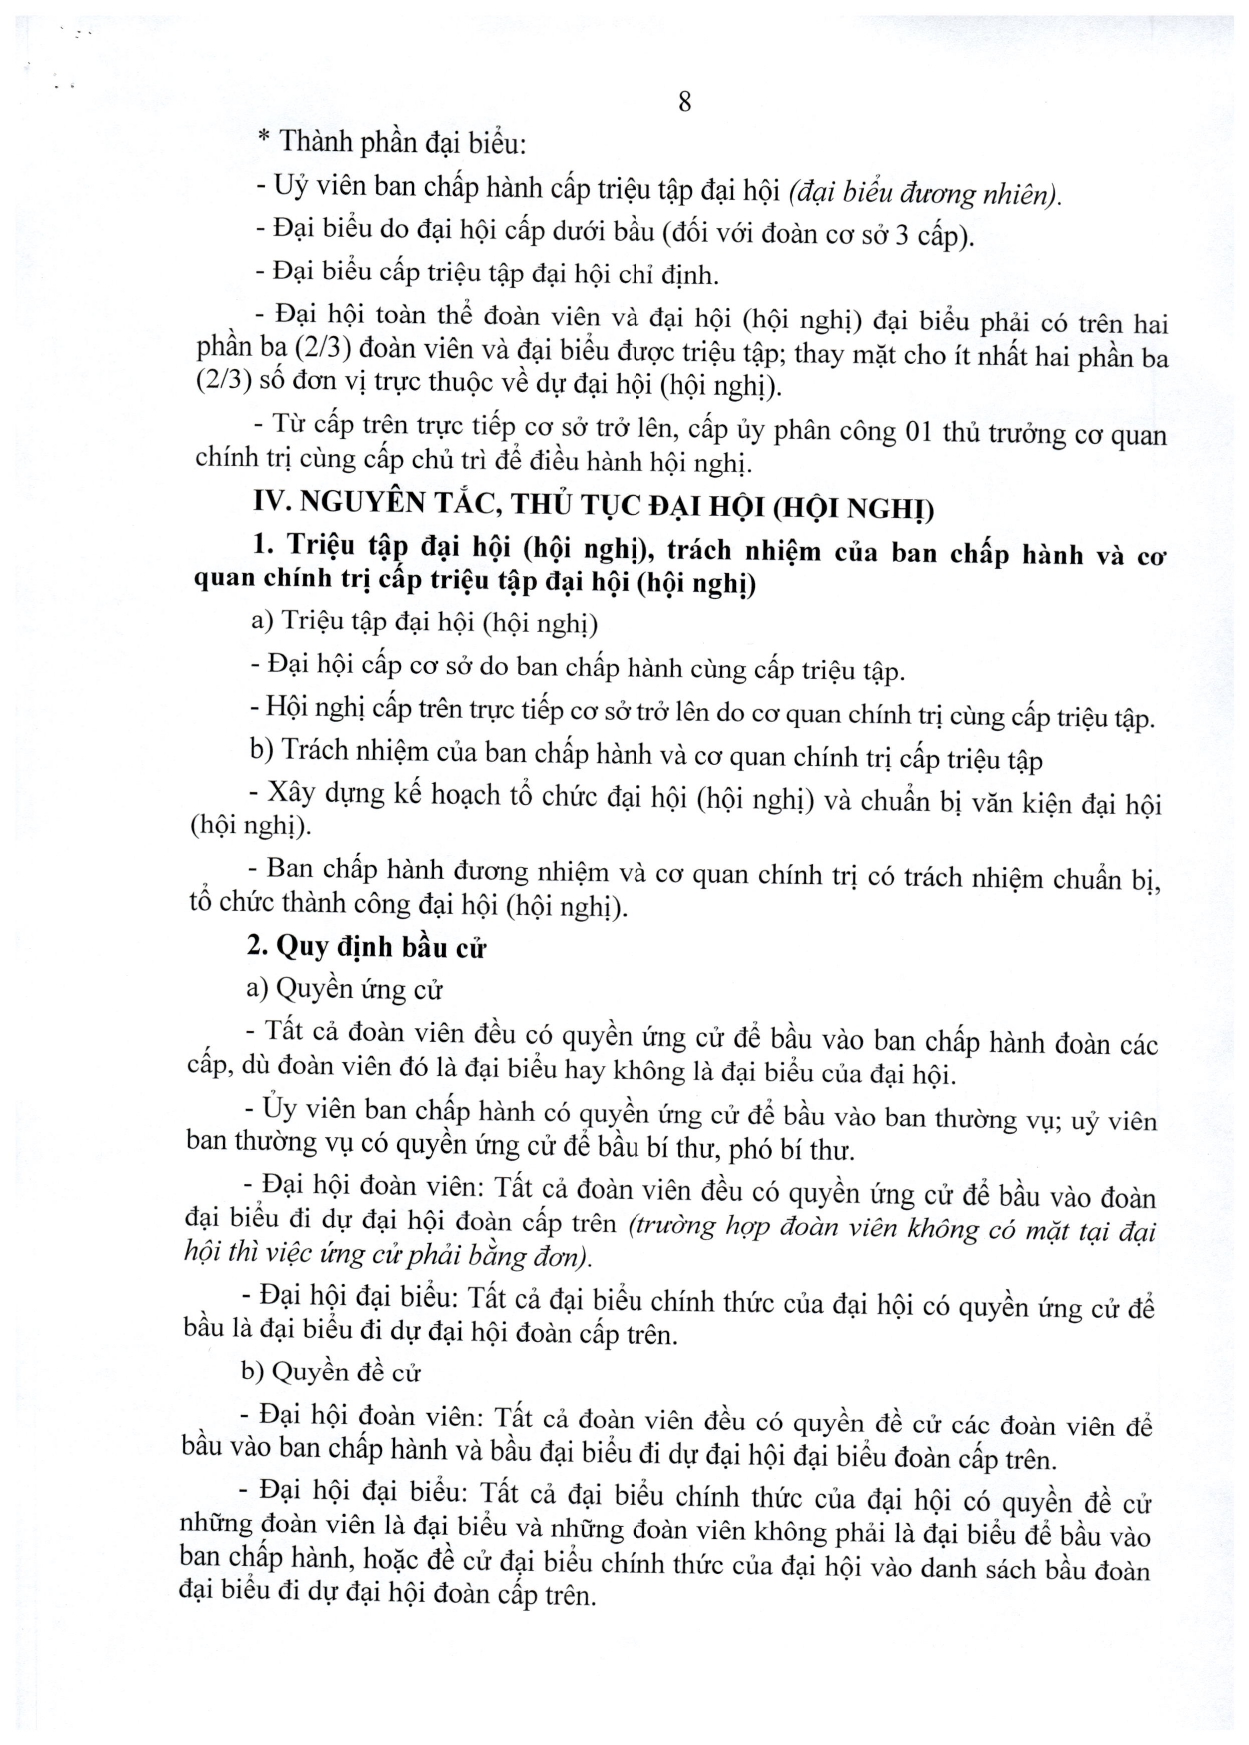 8
* Thành phần đại biểu:
- Uỷ viên ban chấp hành cấp triệu tập đại hội (đại biểu đương nhiên).
- Đại biểu do đại hội cấp dưới bầu (đối với đoàn cơ sở 3 cấp).
- Đại biểu cấp triệu tập đại hội chỉ định.
- Đại hội toàn thể đoàn viên và đại hội (hội nghị) đại biểu phải có trên hai
phần ba (2/3) đoàn viên và đại biểu được triệu tập; thay mặt cho ít nhất hai phần ba
(2/3) số đơn vị trực thuộc về dự đại hội (hội nghị).
- Từ cấp trên trực tiếp cơ sở trở lên, cấp ủy phân công 01 thủ trưởng cơ quan
chính trị cùng cấp chủ trì để điều hành hội nghị.
IV. NGUYÊN TẮC, THỦ TỤC ĐẠI HỘI (HỘI NGHỊ)
1. Triệu tập đại hội (hội nghị), trách nhiệm của ban chấp hành và cơ
quan chính trị cấp triệu tập đại hội (hội nghị)
a) Triệu tập đại hội (hội nghị)
- Đại hội cấp cơ sở do ban chấp hành cùng cấp triệu tập.
- Hội nghị cấp trên trực tiếp cơ sở trở lên do cơ quan chính trị cùng cấp triệu tập.
b) Trách nhiệm của ban chấp hành và cơ quan chính trị cấp triệu tập
- Xây dựng kế hoạch tổ chức đại hội (hội nghị) và chuẩn bị văn kiện đại hội
(hội nghị).
- Ban chấp hành đương nhiệm và cơ quan chính trị có trách nhiệm chuẩn bị,
tổ chức thành công đại hội (hội nghị).
2. Quy định bầu cử
a) Quyền ứng cử
- Tất cả đoàn viên đều có quyền ứng cử để bầu vào ban chấp hành đoàn các
cấp, dù đoàn viên đó là đại biểu hay không là đại biểu của đại hội.
- Ủy viên ban chấp hành có quyền ứng cử để bầu vào ban thường vụ; uỷ viên
ban thường vụ có quyền ứng cử để bầu bí thư, phó bí thư.
- Đại hội đoàn viên: Tất cả đoàn viên đều có quyền ứng cử để bầu vào đoàn
đại biểu đi dự đại hội đoàn cấp trên (trường hợp đoàn viên không có mặt tại đại
hội thì việc ứng cử phải bằng đơn).
- Đại hội đại biểu: Tất cả đại biểu chính thức của đại hội có quyền ứng cử để
bầu là đại biểu đi dự đại hội đoàn cấp trên.
b) Quyền đề cử
- Đại hội đoàn viên: Tất cả đoàn viên đều có quyền đề cử các đoàn viên để
bầu vào ban chấp hành và bầu đại biểu đi dự đại hội đại biểu đoàn cấp trên.
- Đại hội đại biểu: Tất cả đại biểu chính thức của đại hội có quyền đề cử
những đoàn viên là đại biểu và những đoàn viên không phải là đại biểu để bầu vào
ban chấp hành, hoặc đề cử đại biểu chính thức của đại hội vào danh sách bầu đoàn
đại biểu đi dự đại hội đoàn cấp trên.